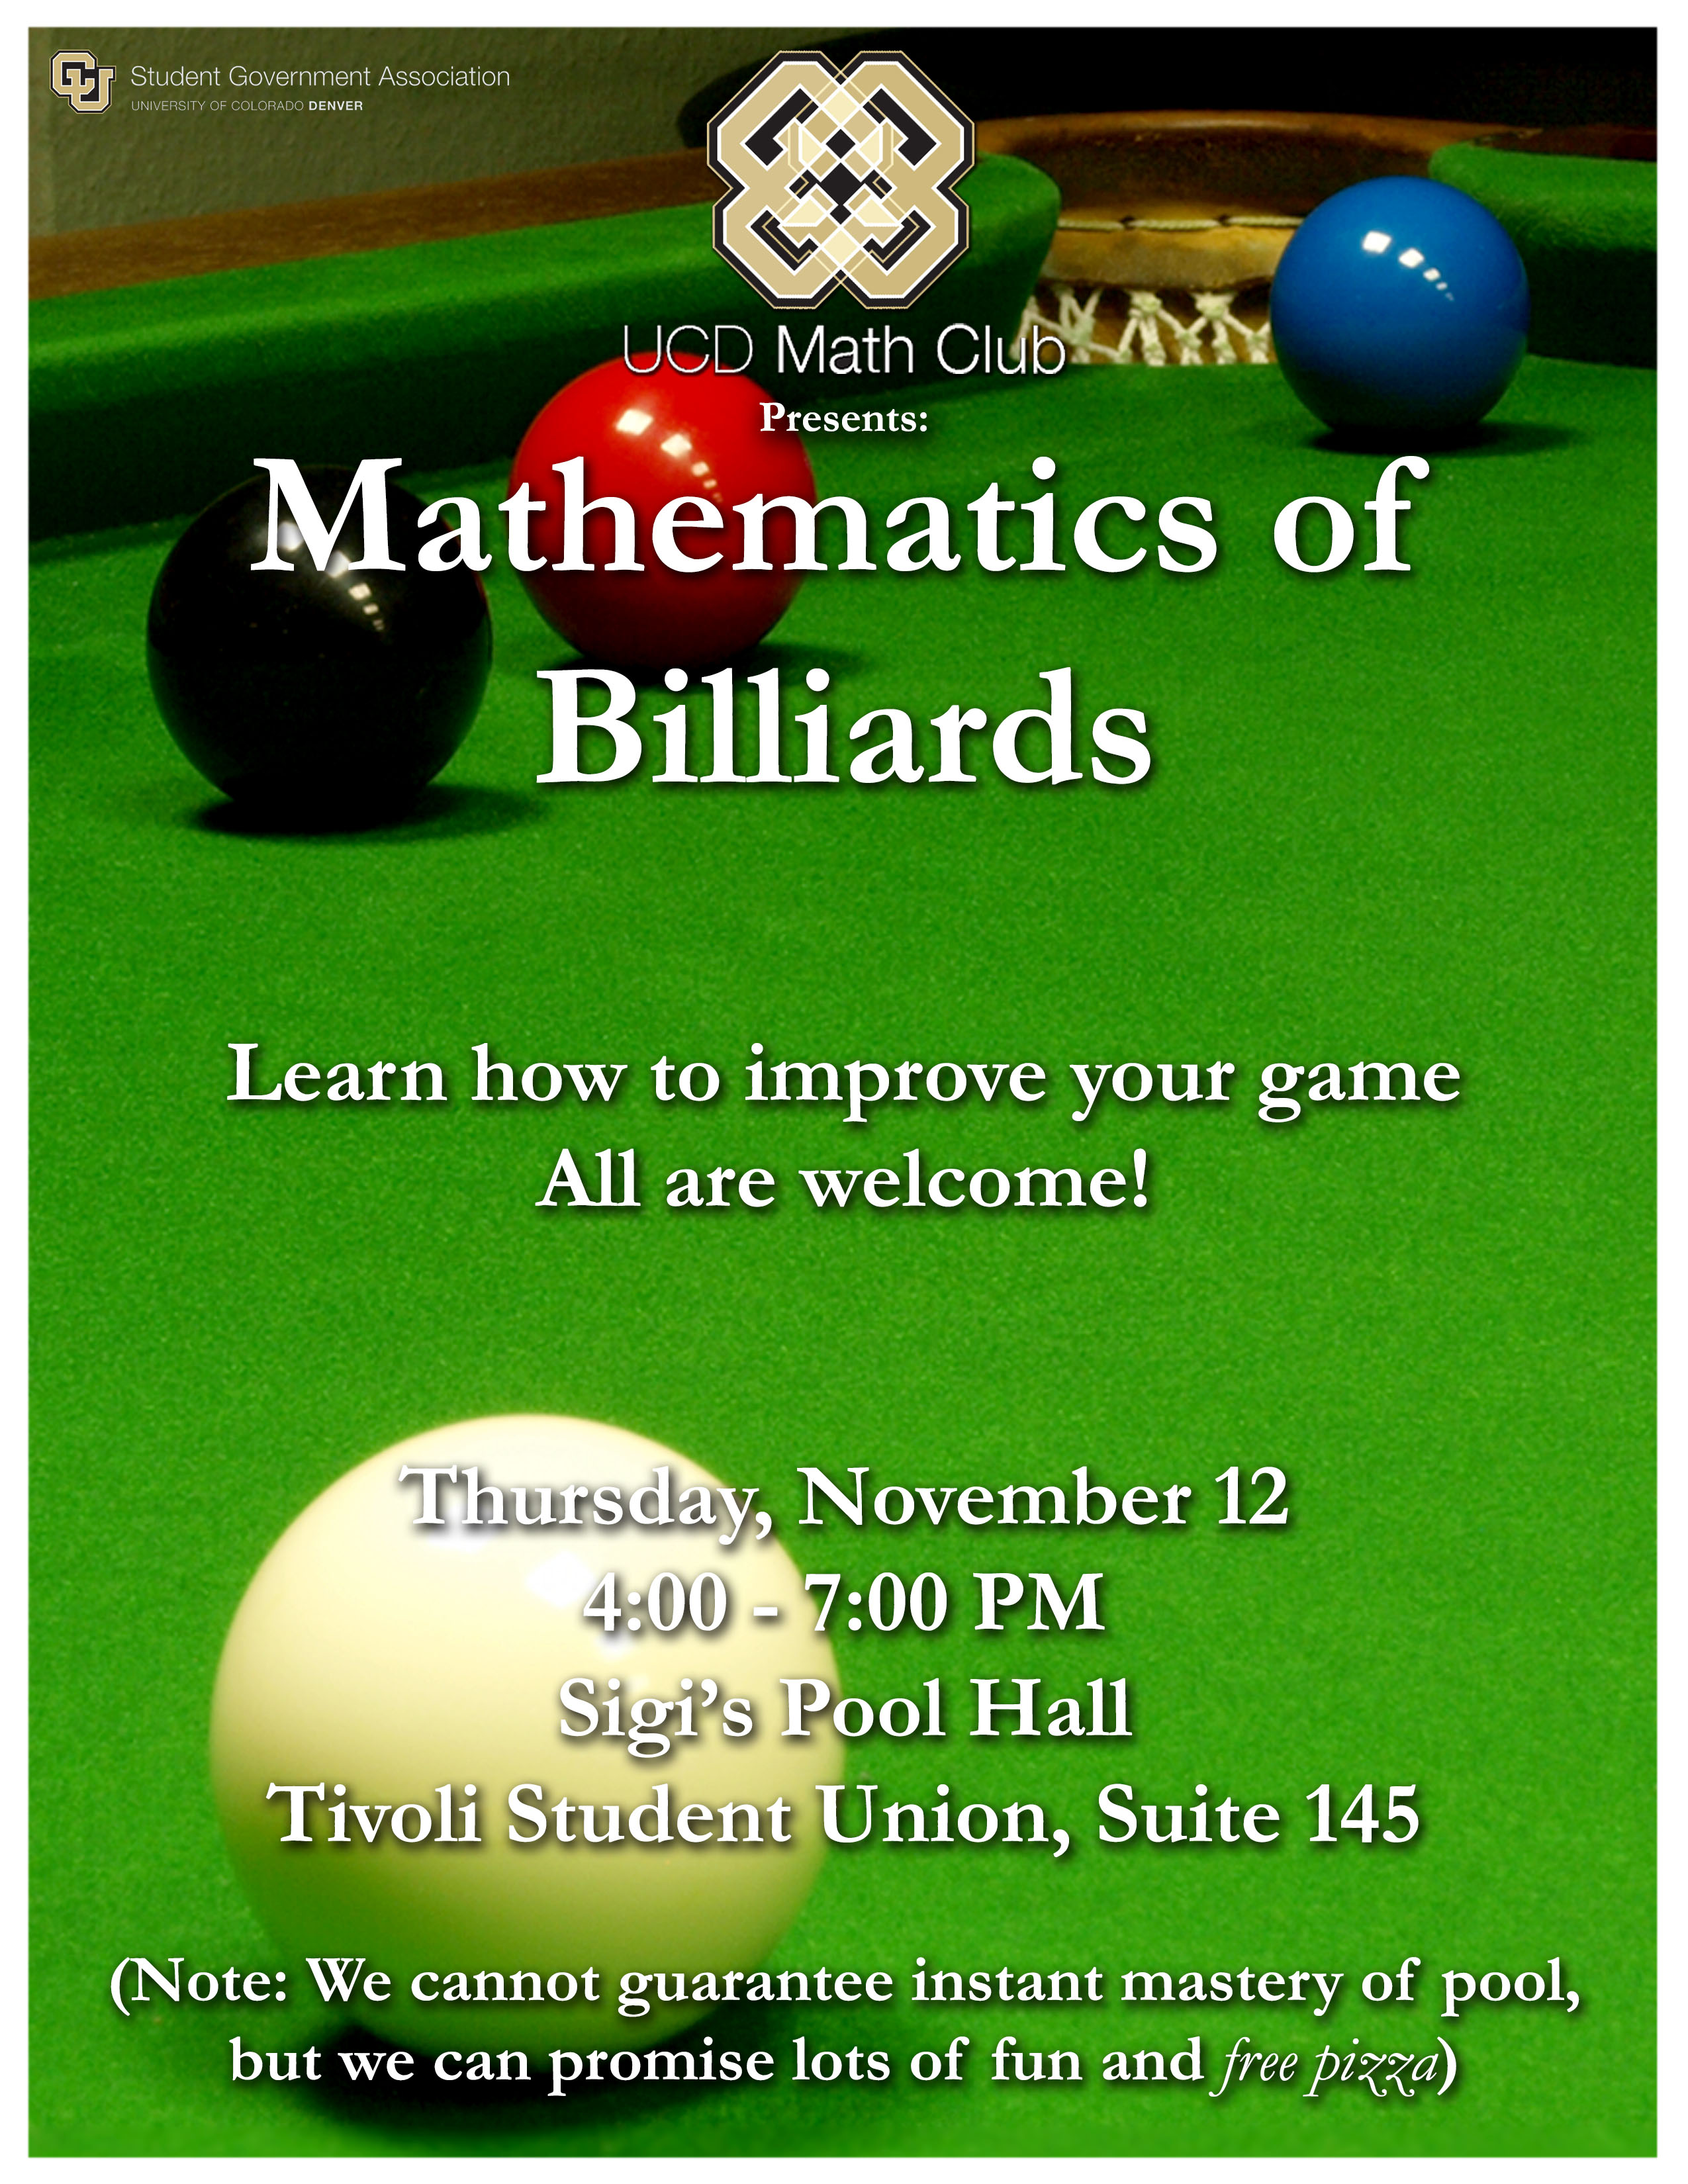 Student Government Association
UNIVERSITY OF COLORADO DENVER
UCD Math Club
Presents:
Mathematics of
Billiards
Learn how to improve your game
All are welcome!
Thursday, November 12
4:00 - 7:00 PM
Sigi’s Pool Hall
Tivoli Student Union, Suite 145
(Note: We cannot guarantee instant mastery of pool,
but we can promise lots of fun and free pizza)